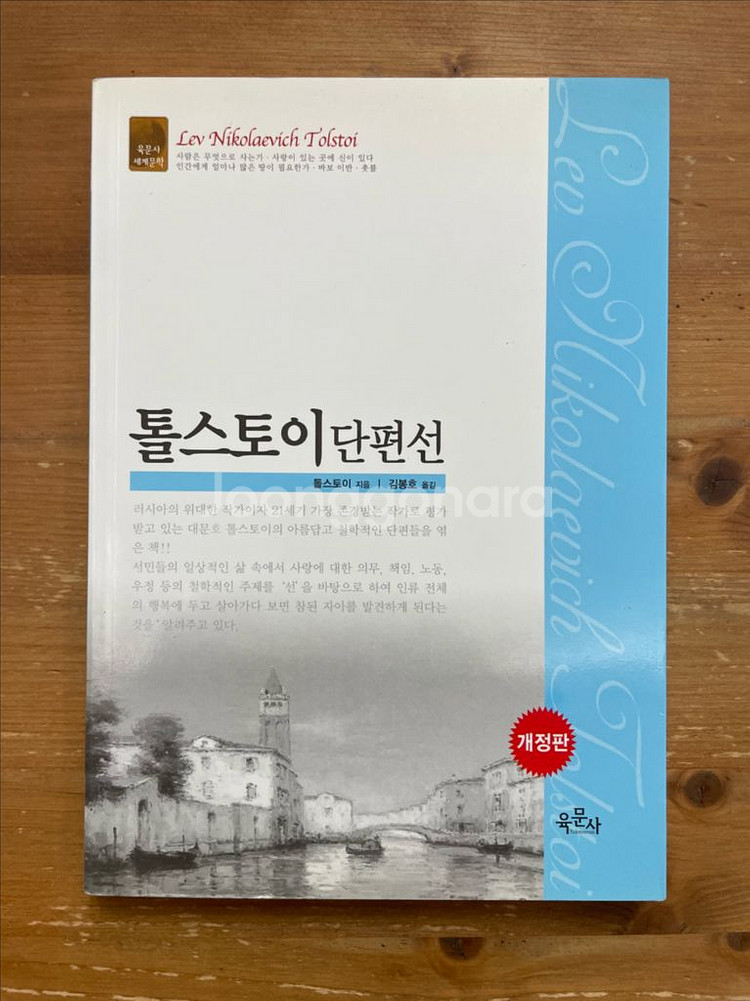 육문사
세계문학
Lev Nikolaevich Tolstoi
사람은 무엇으로 사는가 · 사랑이 있는 곳에 신이 있다
인간에게 얼마나 많은 땅이 필요한가 · 바보 이반 · 촛불
톨스토이 단편선
톨스토이 지음 | 김봉호 옮김
러시아의 위대한 작가이자 21세기 가장 존경받는 작가로 평가
받고 있는 대문호 톨스토이의 아름답고 철학적인 단편들을 엮
은 책!!
서민들의 일상적인 삶 속에서 사랑에 대한 의무, 책임, 노동,
우정 등의 철학적인 주제를 '선'을 바탕으로 하여 인류 전체
의 행복에 두고 살아가다 보면 참된 자아를 발견하게 된다는
것을 알려주고 있다.
Lev Nikolaevich Tolstoi
개정판
육문사